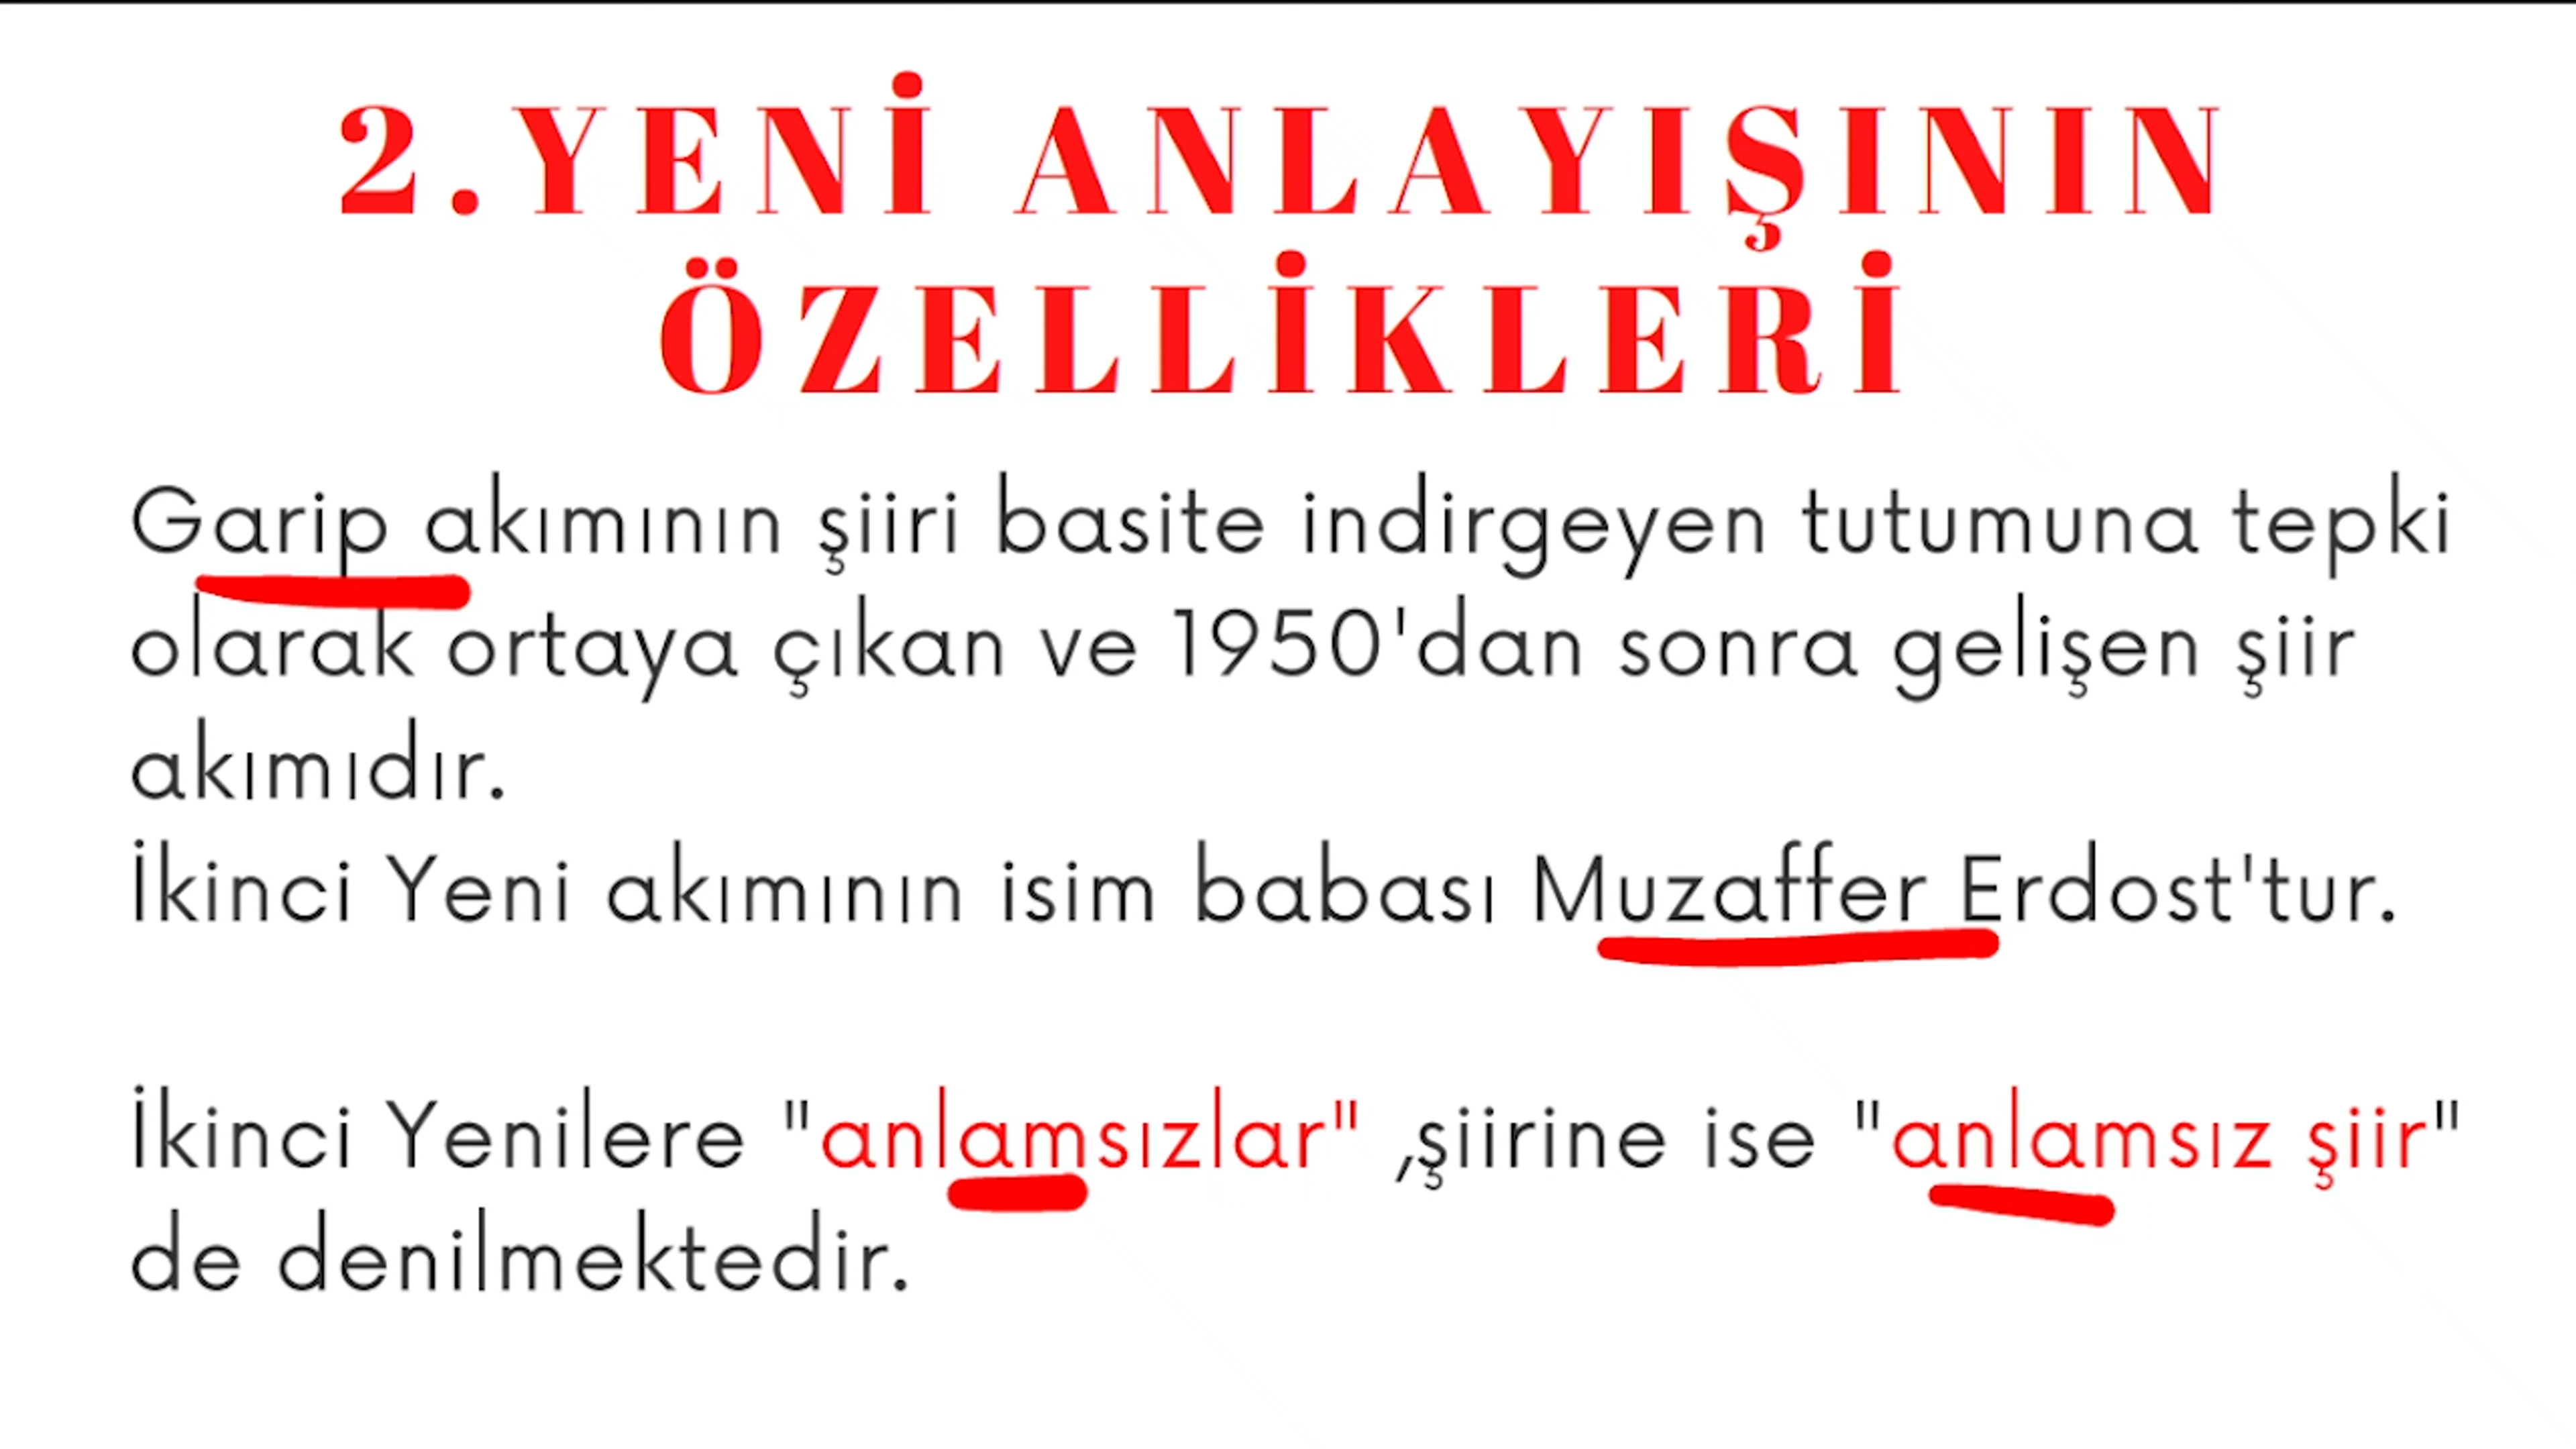 2.YENİ ANLAYIŞININ
ÖZELLİKLERİ
Garip akımının şiiri basite indirgeyen tutumuna tepki
olarak ortaya çıkan ve 1950'dan sonra gelişen şiir
akımıdır.
İkinci Yeni akımının isim babası Muzaffer Erdost'tur.
İkinci Yenilere "anlamsızlar" ,şiirine ise "anlamsız şiir"
de denilmektedir.